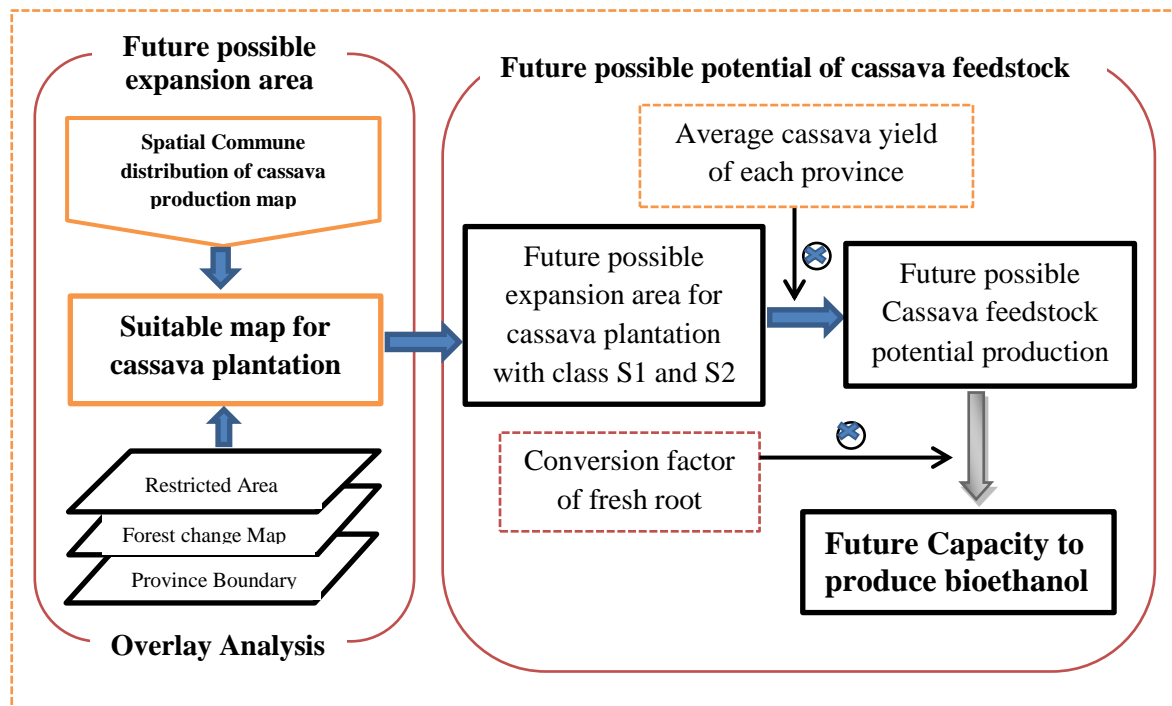 Future possible
expansion area
Spatial Commune
distribution of cassava
production map
Suitable map for
cassava plantation
Restricted Area
Forest change Map
Province Boundary
Overlay Analysis
Future possible potential of cassava feedstock
Average cassava yield
of each province
Future possible
expansion area for
cassava plantation
with class S1 and S2
Future possible
Cassava feedstock
potential production
Conversion factor
of fresh root
Future Capacity to
produce bioethanol